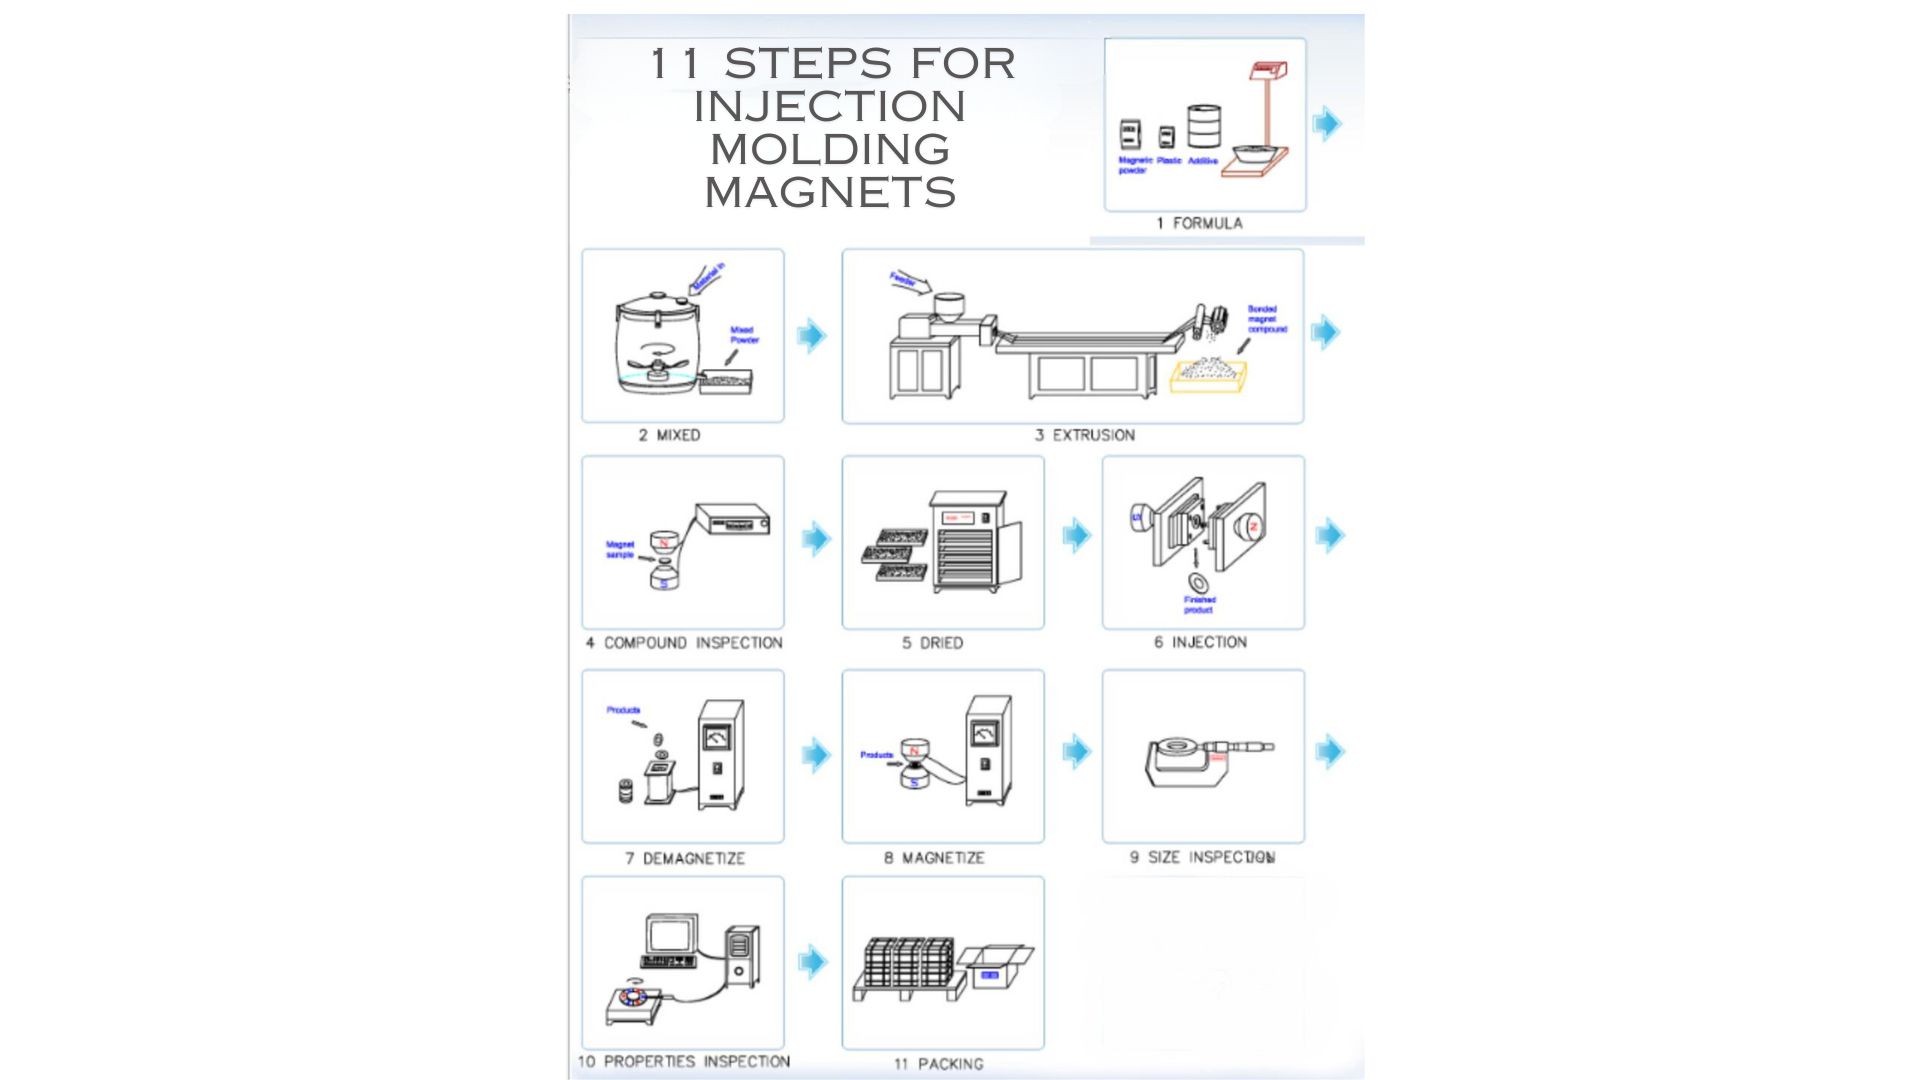 11 STEPS FOR
INJECTION
MOLDING
MAGNETS
Magnetic
powder
Plastic
Additive
1 FORMULA
Material in
Mixed
Powder
2 MIXED
Feeder
Bonded
magnet
compound
3 EXTRUSION
Magnet
sample
N
S
4 COMPOUND INSPECTION
5 DRIED
S
N
Finished
product
6 INJECTION
Products
7 DEMAGNETIZE
Products
N
S
8 MAGNETIZE
9 SIZE INSPECTION
10 PROPERTIES INSPECTION
11 PACKING